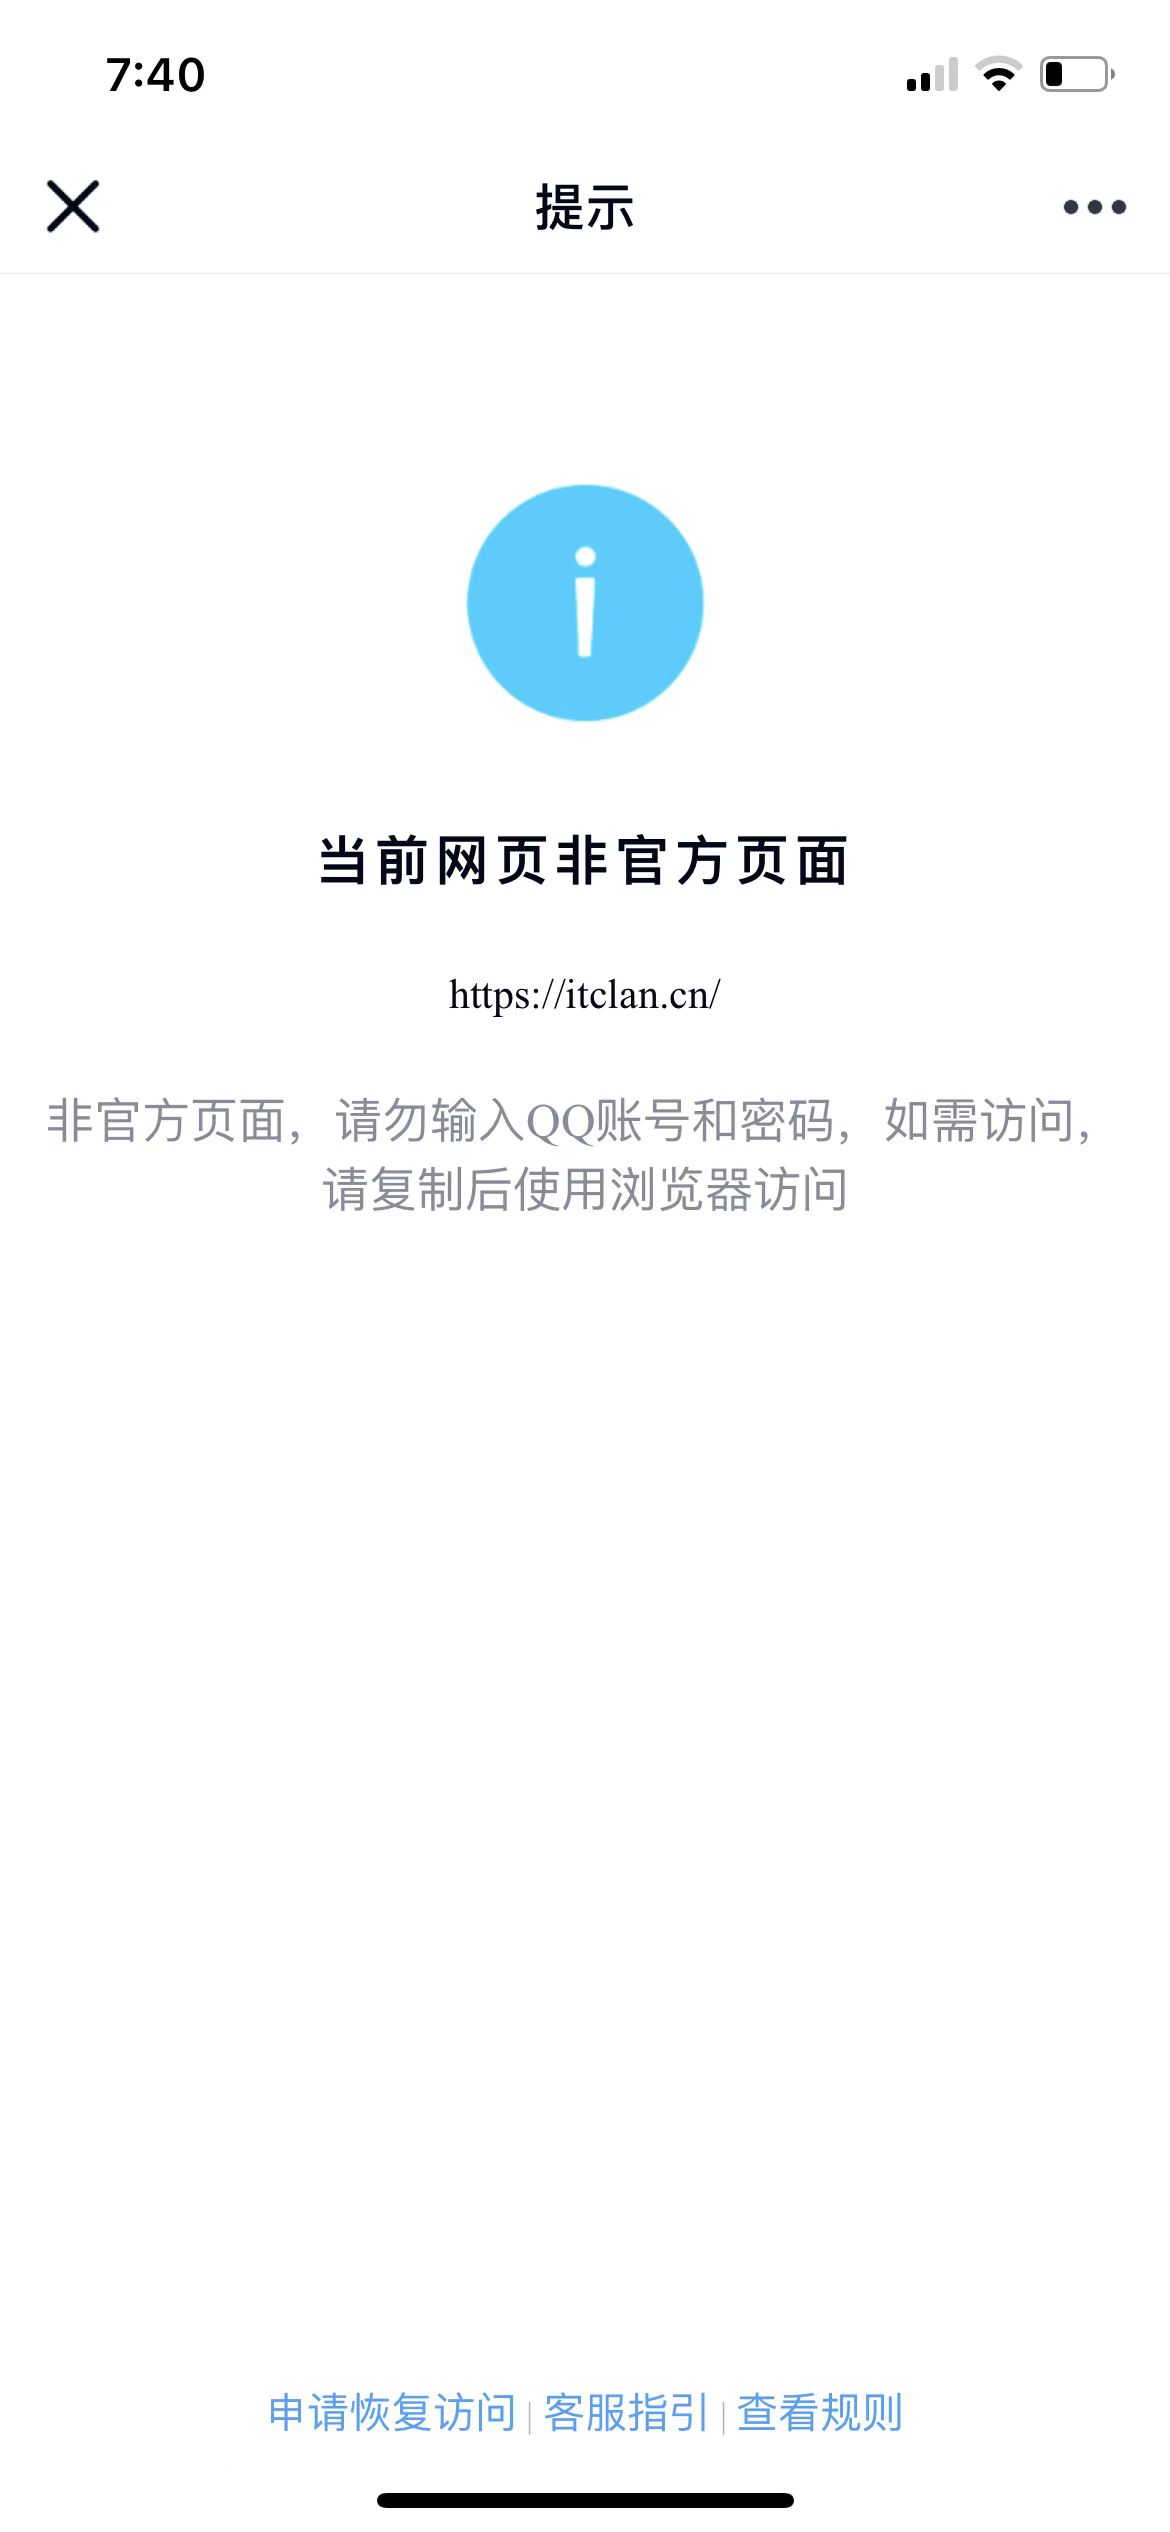 7:40
提示
当前网页非官方页面
https://itclan.cn/
非官方页面，请勿输入QQ账号和密码，如需访问，
请复制后使用浏览器访问
申请恢复访问 | 客服指引 | 查看规则